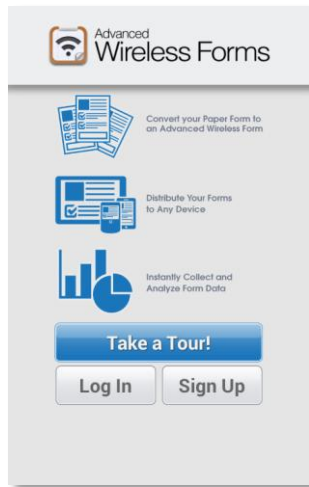 Advanced
Wireless Forms
Convert your Paper Form to
an Advanced Wireless Form
Distribute Your Forms
to Any Device
Instantly Collect and
Analyze Form Data
Take a Tour!
Log In
Sign Up